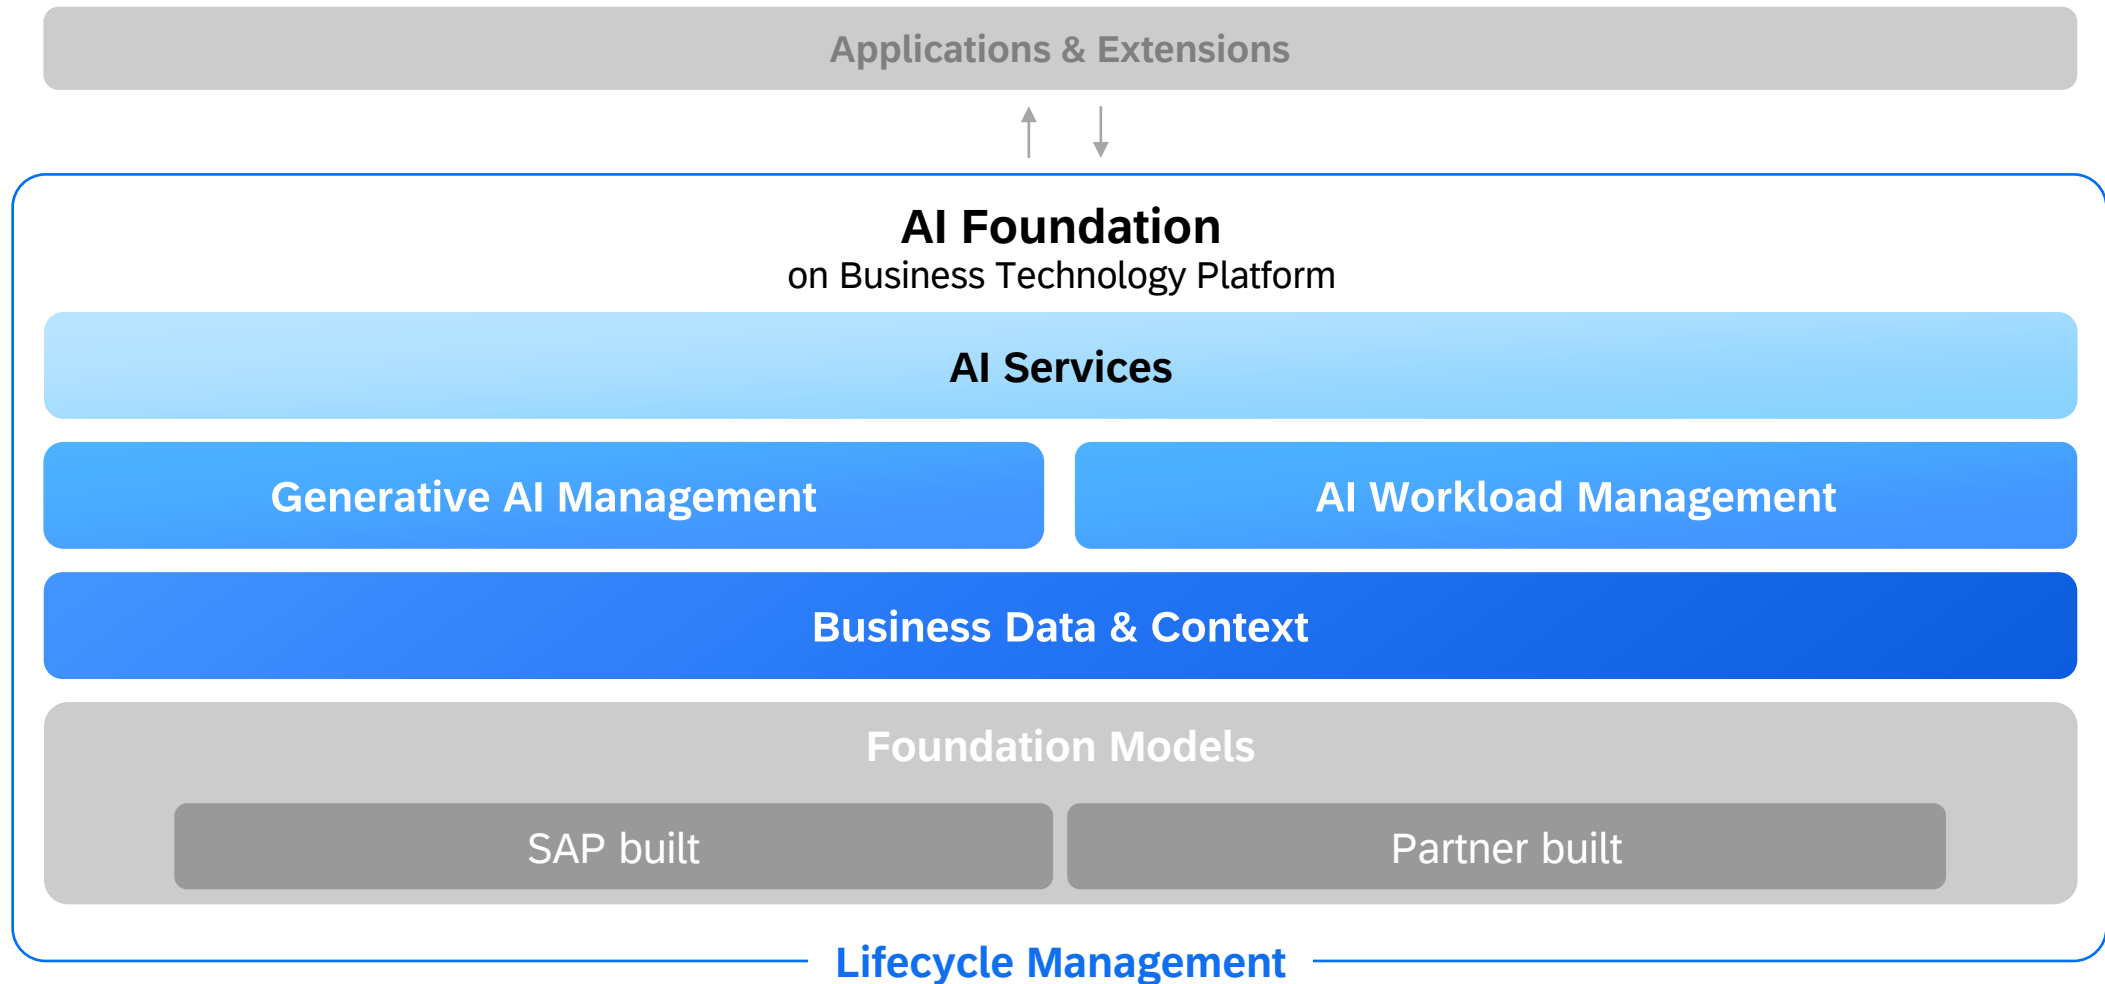 Applications & Extensions
AI Foundation
on Business Technology Platform
AI Services
Generative AI Management
AI Workload Management
Business Data & Context
Foundation Models
SAP built
Partner built
Lifecycle Management